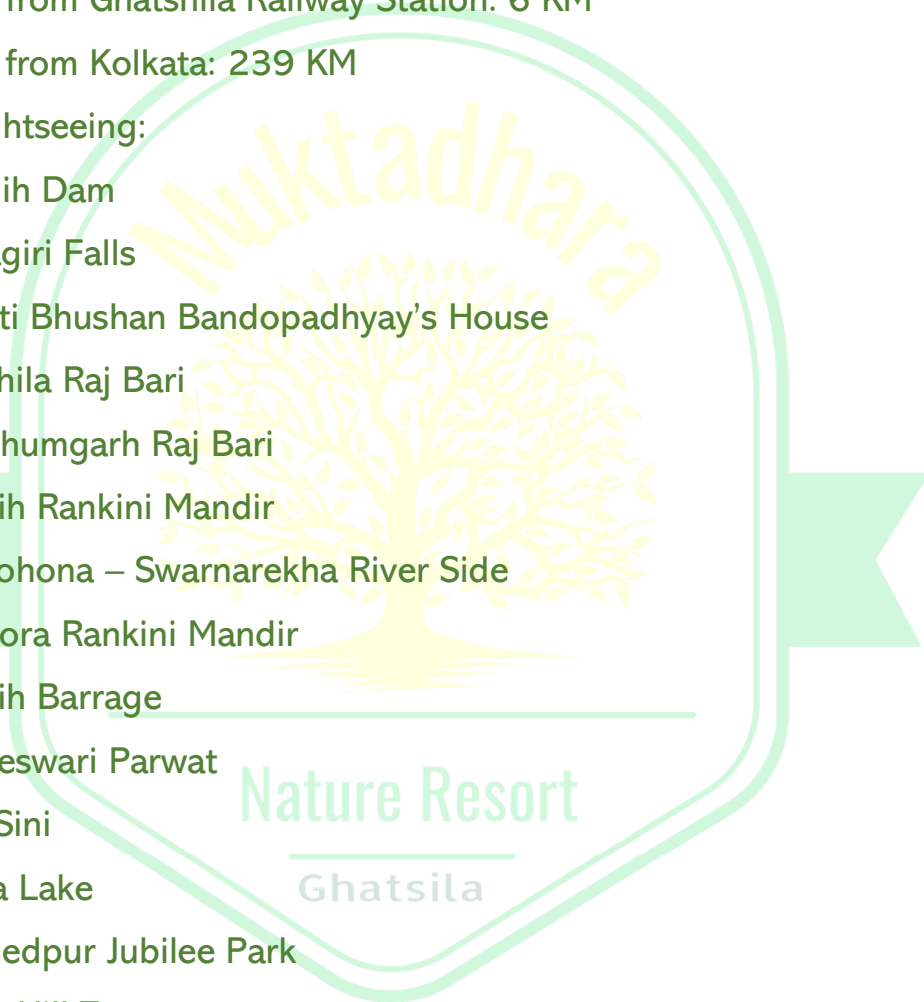 from Ghatshila Railway Station: 6 KM
from Kolkata: 239 KM
htseeing:
ih Dam
giri Falls
ti Bhushan Bandopadhyay’s House
hila Raj Bari
humgarh Raj Bari
ih Rankini Mandir
ohona – Swarnarekha River Side
ora Rankini Mandir
ih Barrage
eswari Parwat
Sini
a Lake
edpur Jubilee Park
Muktadhara
Nature Resort
Ghatsila